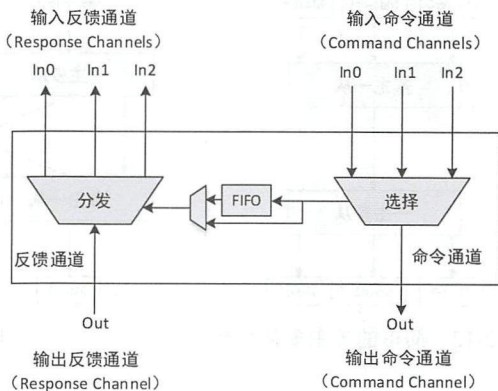 输入反馈通道
（Response Channels）
输入命令通道
（Command Channels）
In0 In1 In2
In0 In1 In2
分发
FIFO
选择
反馈通道
命令通道
Out
Out
输出反馈通道
（Response Channel）
输出命令通道
（Command Channel）